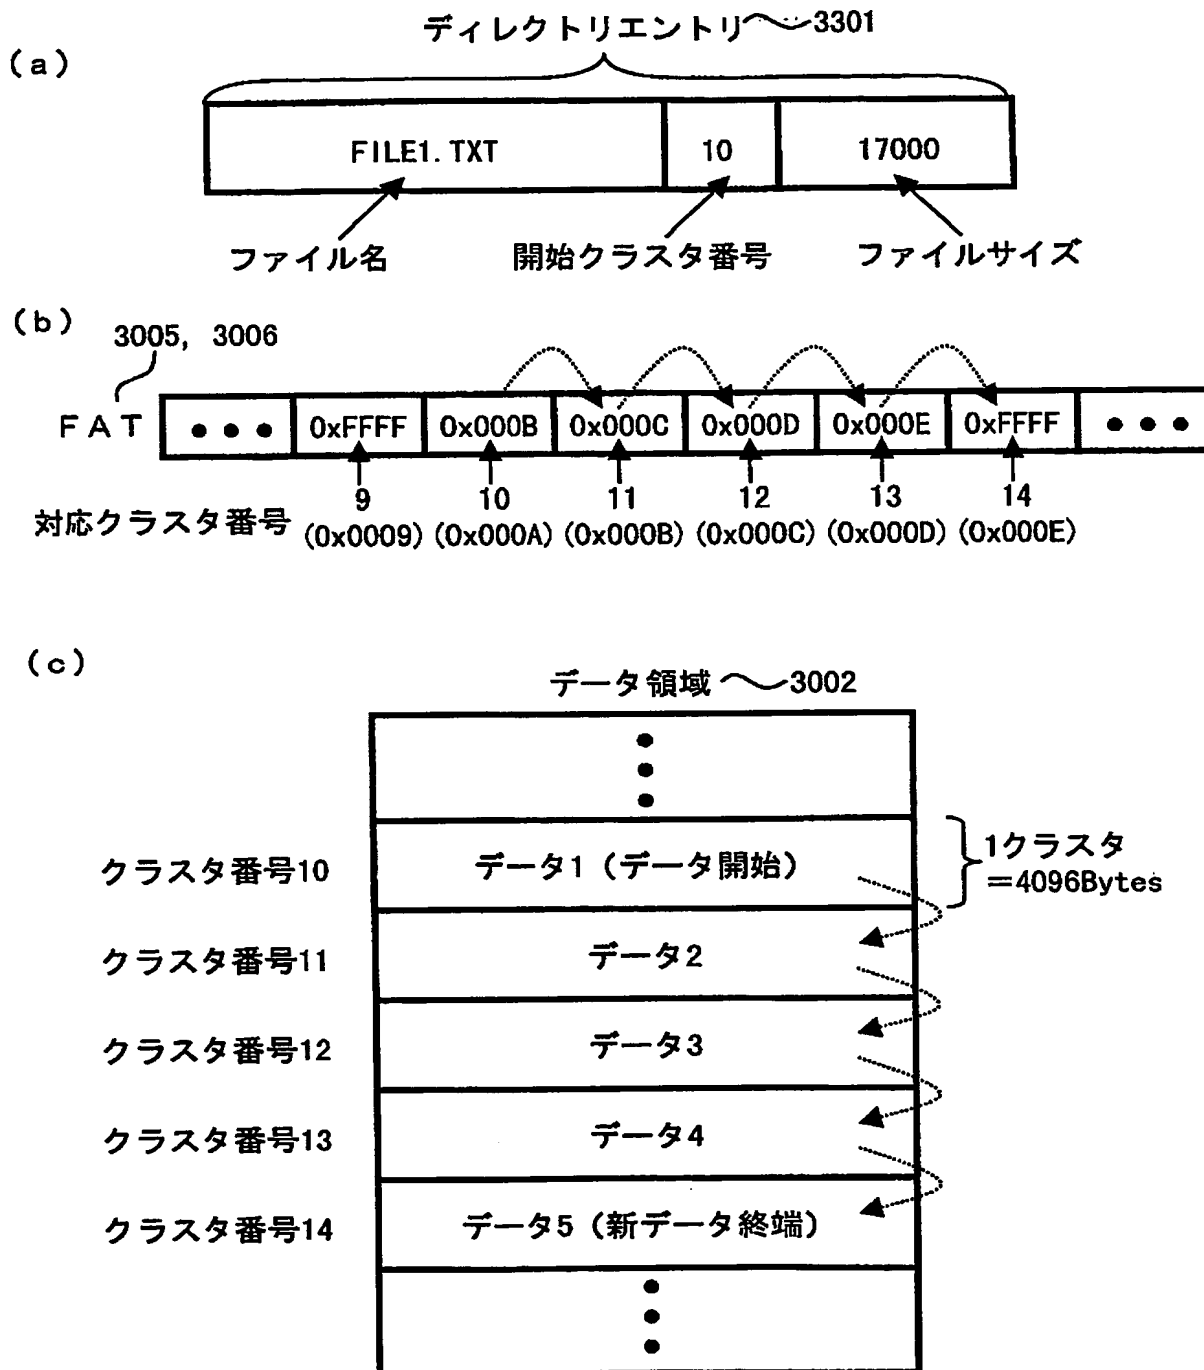 (a)
ディレクトリエントリ 3301
FILE1.TXT 10 17000
ファイル名 開始クラスタ番号 ファイルサイズ
(b)
3005, 3006
FAT ••• 0xFFFF 0x000B 0x000C 0x000D 0x000E 0xFFFF •••
9 10 11 12 13 14
対応クラスタ番号 (0x0009) (0x000A) (0x000B) (0x000C) (0x000D) (0x000E)
(c)
データ領域 3002
クラスタ番号10 データ1(データ開始) 1クラスタ
=4096Bytes
クラスタ番号11 データ2
クラスタ番号12 データ3
クラスタ番号13 データ4
クラスタ番号14 データ5(新データ終端)